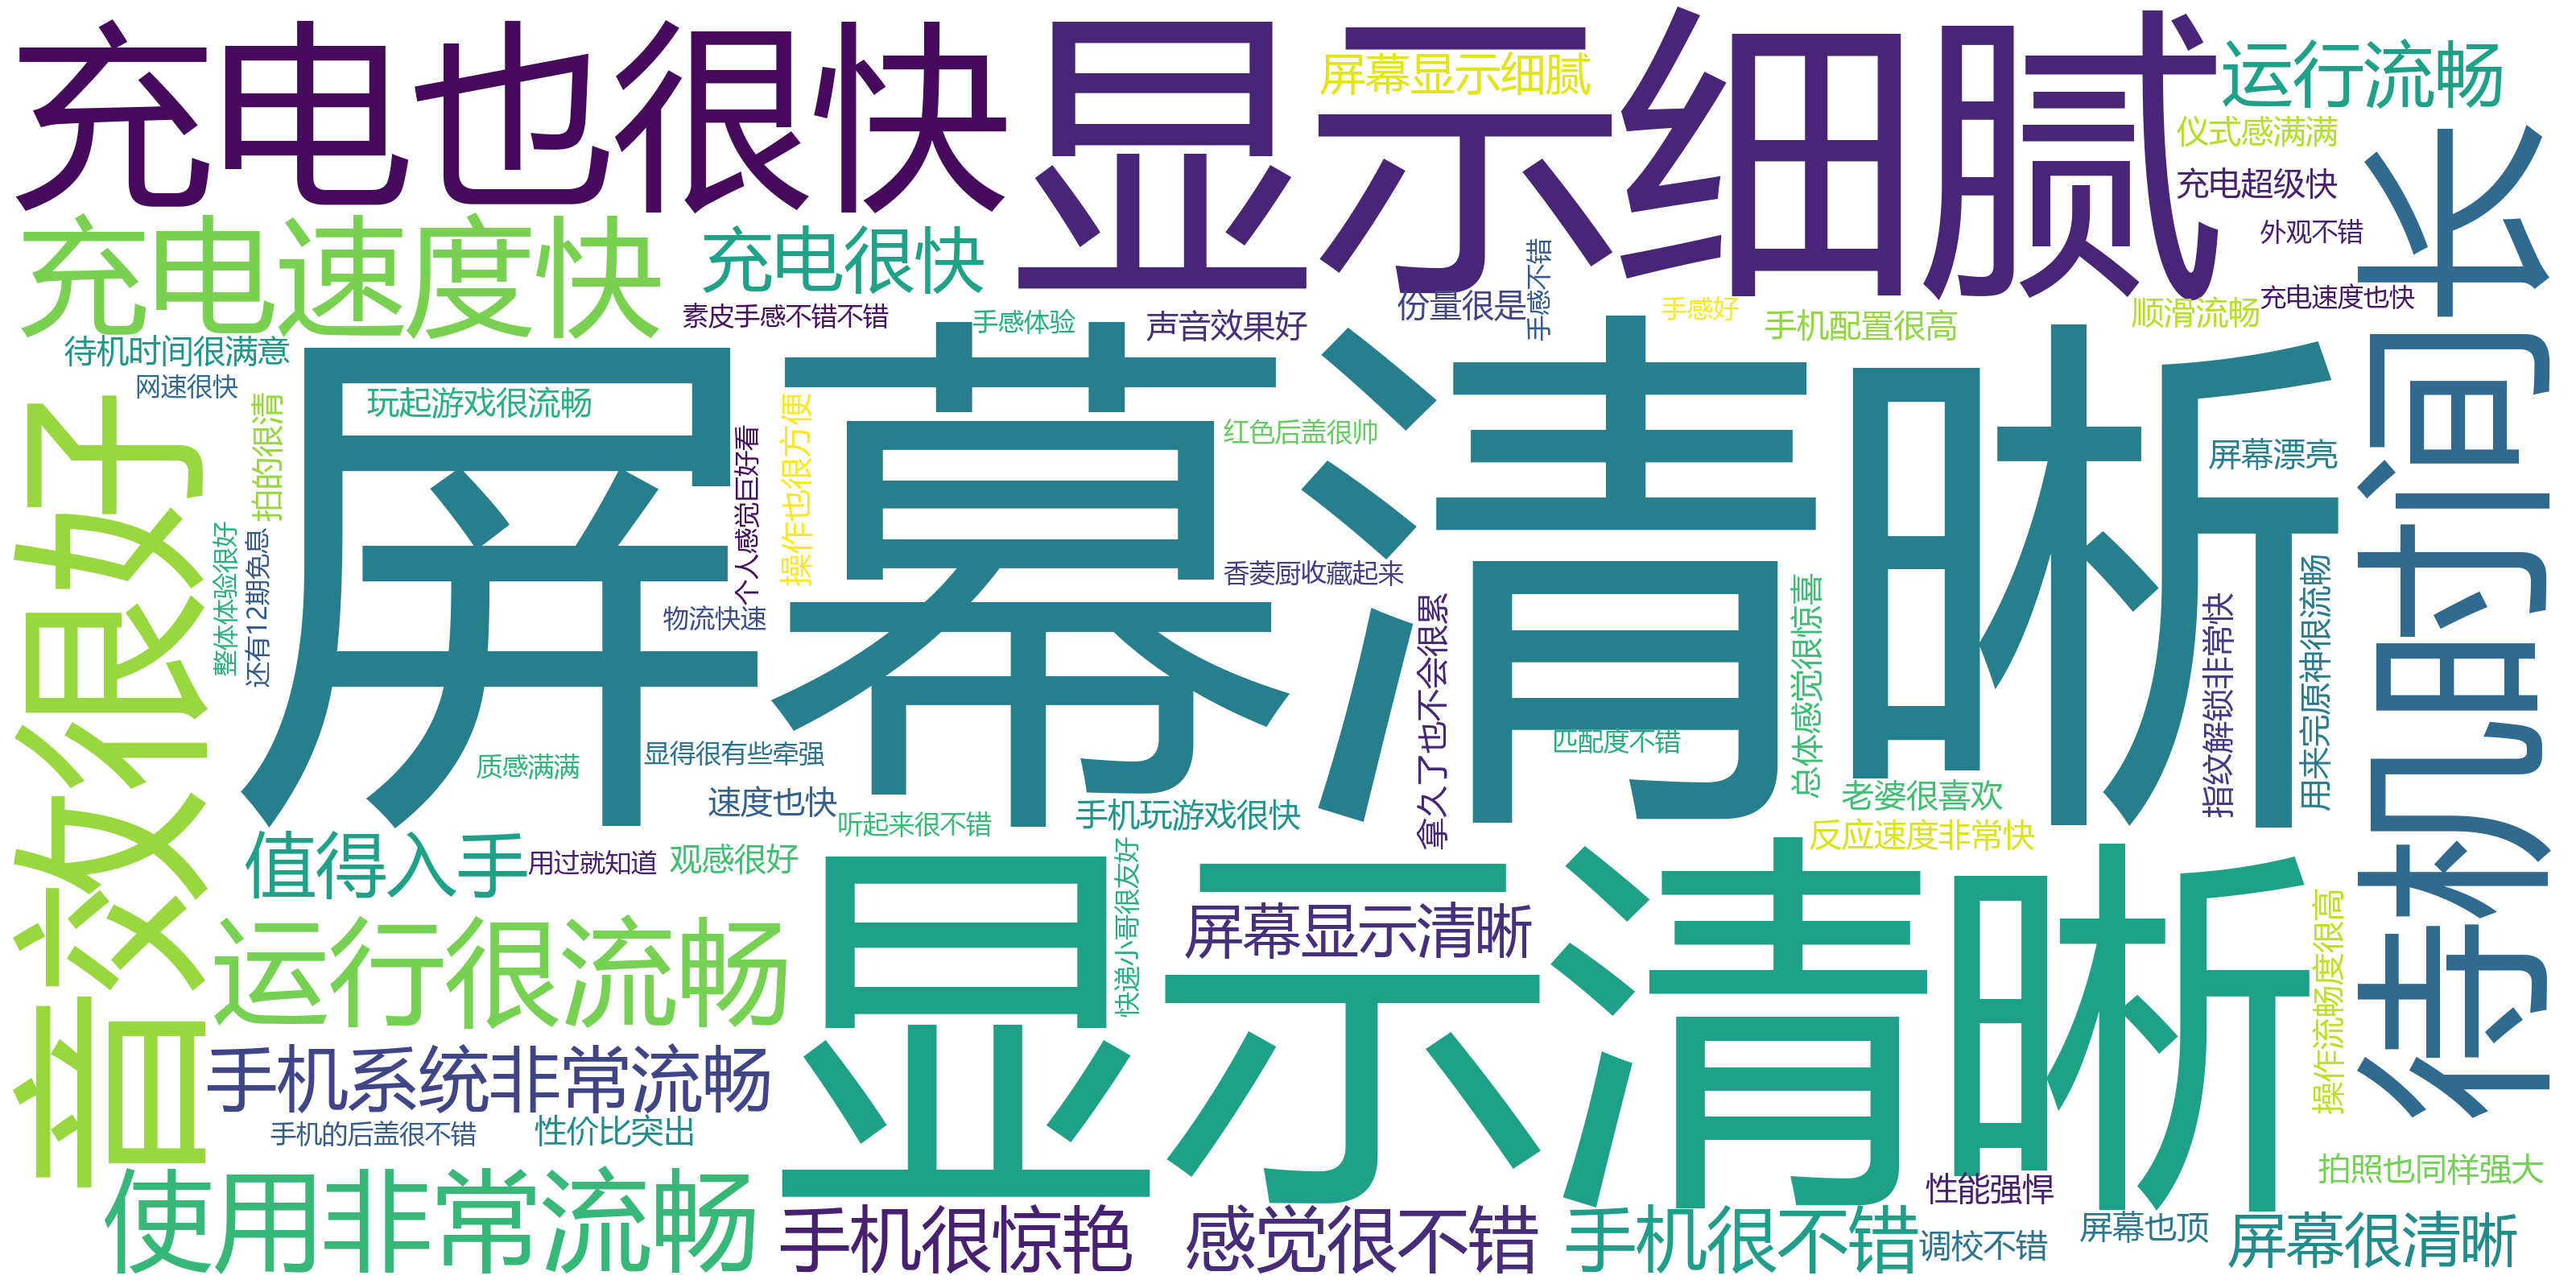 充电也很快
显示细腻
屏幕显示细腻
运行流畅
仪式感满满
充电超级快
外观不错
充电速度也快
充电速度快
充电很快
素皮手感不错不错
手感体验
声音效果好
份量很是
手感不错
手感好
手机配置很高
顺滑流畅
待机时间很满意
网速很快
拍的很清
玩起游戏很流畅
个人感觉巨好看
操作也很方便
红色后盖很帅
屏幕清晰
屏幕漂亮
待机时间长
音效很好
整体体验很好
还有12期免息
物流快速
香菱厨收藏起来
拿久了也不会很累
总体感觉很惊喜
指纹解锁非常快
用来完原神很流畅
质感满满
显得很有些牵强
匹配度不错
速度也快
听起来很不错
手机玩游戏很快
老婆很喜欢
反应速度非常快
值得入手
用过就知道
观感很好
快递小哥很友好
屏幕显示清晰
显示清晰
操作流畅度很高
运行很流畅
手机系统非常流畅
手机的后盖很不错
性价比突出
使用非常流畅
手机很惊艳
感觉很不错
手机很不错
性能强悍
调校不错
屏幕也顶
拍照也同样强大
屏幕很清晰